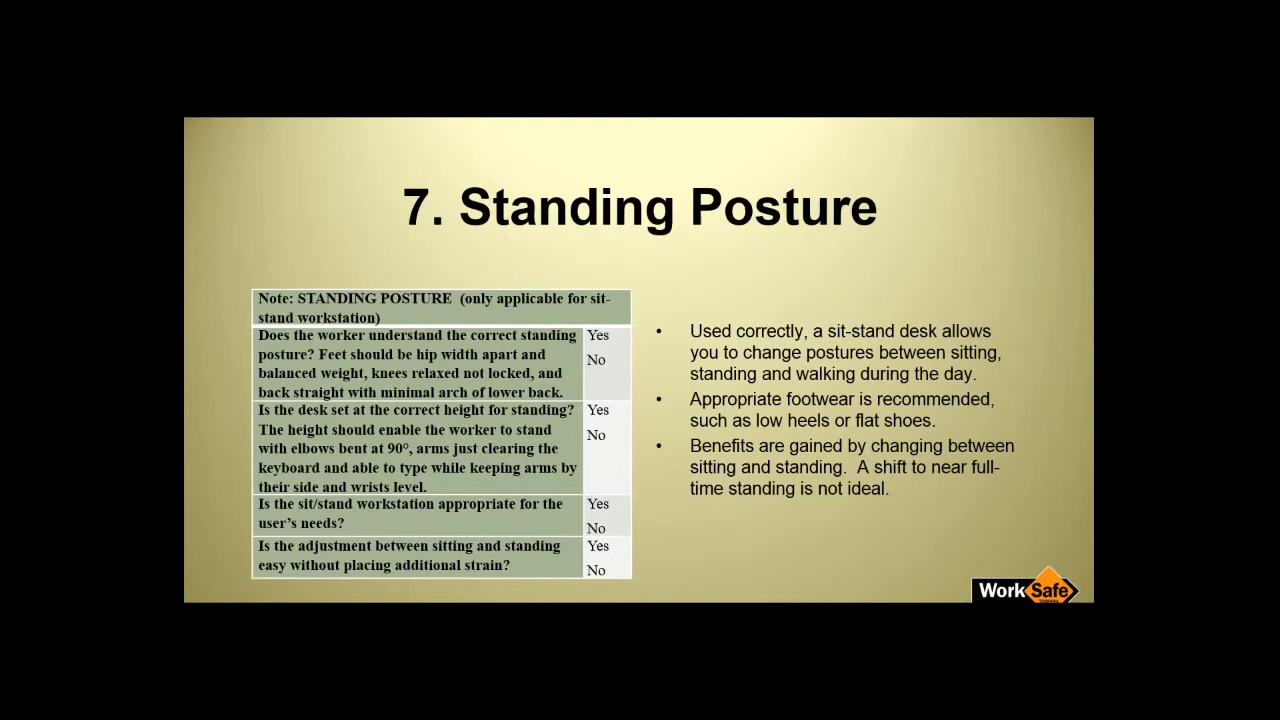 7. Standing Posture
Note: STANDING POSTURE (only applicable for sit-
stand workstation)
Does the worker understand the correct standing
posture? Feet should be hip width apart and
balanced weight, knees relaxed not locked, and
back straight with minimal arch of lower back.
Yes
No
Is the desk set at the correct height for standing?
The height should enable the worker to stand
with elbows bent at 90°, arms just clearing the
keyboard and able to type while keeping arms by
their side and wrists level.
Yes
No
Is the sit/stand workstation appropriate for the
user's needs?
Yes
No
Is the adjustment between sitting and standing
easy without placing additional strain?
Yes
No
• Used correctly, a sit-stand desk allows
you to change postures between sitting,
standing and walking during the day.
• Appropriate footwear is recommended,
such as low heels or flat shoes.
• Benefits are gained by changing between
sitting and standing. A shift to near full-
time standing is not ideal.
WorkSafe